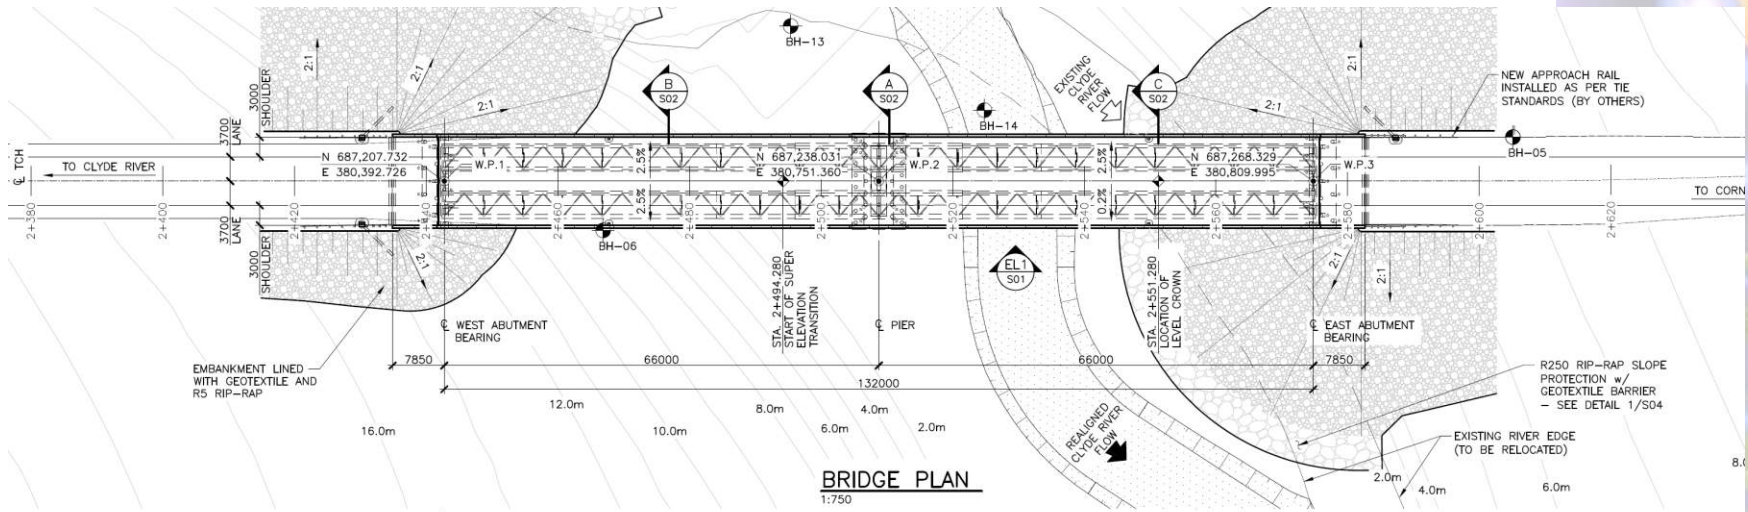 BH-13
2:1
2:1
2:1
2:1
2:1
3000
SHOULDER
3700
LANE
B
S02
A
S02
C
S02
EXISTING
CLYDE
RIVER
FLOW
BH-14
NEW APPROACH RAIL
INSTALLED AS PER TIE
STANDARDS (BY OTHERS)
BH-05
℄ TCH
TO CLYDE RIVER
N 687,207.732
E 380,392.726
W.P.1
2.5%
2.5%
N 687,238.031
E 380,751.360
W.P.2
2.5%
0.2%
N 687,268.329
E 380,809.995
W.P.3
TO CORN
2+380
2+400
2+420
2+440
2+460
2+480
2+500
2+520
2+540
2+560
2+580
2+600
2+620
3700
LANE
3000
SHOULDER
BH-06
2:1
2:1
2:1
EL1
S01
STA. 2+494.280
START OF SUPER
ELEVATION
TRANSITION
STA. 2+551.280
LOCATION OF
LEVEL CROWN
℄ WEST ABUTMENT
BEARING
℄ PIER
℄ EAST ABUTMENT
BEARING
7850
66000
66000
7850
132000
EMBANKMENT LINED
WITH GEOTEXTILE AND
R5 RIP-RAP
R250 RIP-RAP SLOPE
PROTECTION w/
GEOTEXTILE BARRIER
- SEE DETAIL 1/S04
16.0m
12.0m
10.0m
8.0m
6.0m
4.0m
2.0m
REALIGNED
CLYDE RIVER
FLOW
EXISTING RIVER EDGE
(TO BE RELOCATED)
2.0m
4.0m
6.0m
8.0
BRIDGE PLAN
1:750